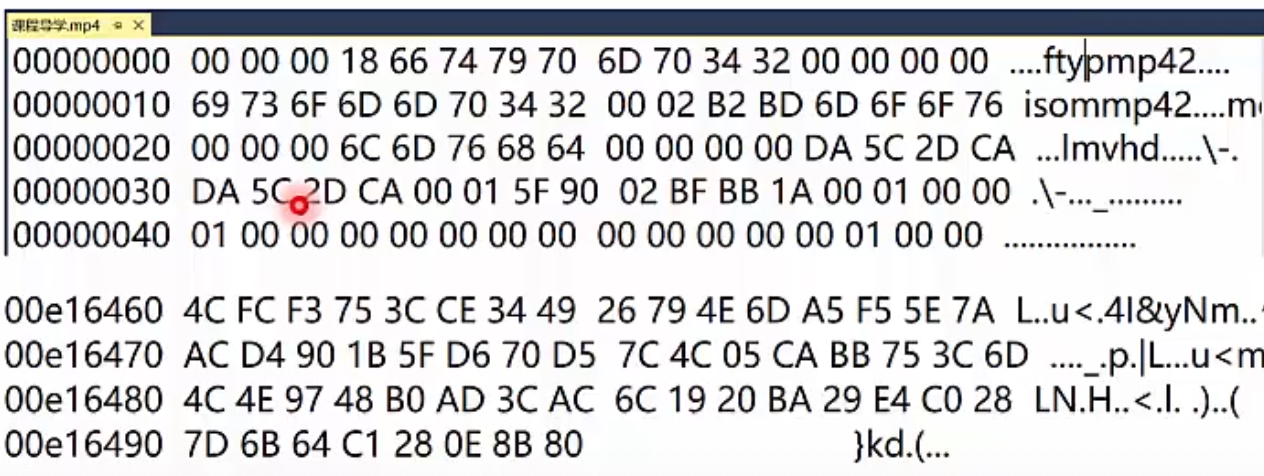 课程导学.mp4
00000000 00 00 00 18 66 74 79 70 6D 70 34 32 00 00 00 00 ....ftypmp42....
00000010 69 73 6F 6D 6D 70 34 32 00 02 B2 BD 6D 6F 6F 76 isommp42....m
00000020 00 00 00 6C 6D 76 68 64 00 00 00 00 DA 5C 2D CA ...lmvhd.....\-.
00000030 DA 5C 2D CA 00 01 5F 90 02 BF BB 1A 00 01 00 00 .\-..._.........
00000040 01 00 00 00 00 00 00 00 00 00 00 00 00 01 00 00 ................
00e16460 4C FC F3 75 3C CE 34 49 26 79 4E 6D A5 F5 5E 7A L..u<.4I&yNm..^
00e16470 AC D4 90 1B 5F D6 70 D5 7C 4C 05 CA BB 75 3C 6D ...._.p.|L...u<m
00e16480 4C 4E 97 48 B0 AD 3C AC 6C 19 20 BA 29 E4 C0 28 LN.H..<.l. .)..(
00e16490 7D 6B 64 C1 28 0E 8B 80 }kd.(...